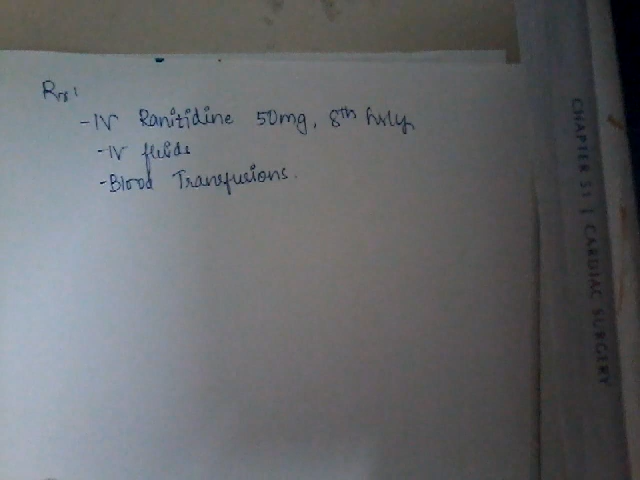 Rx:
-IV Ranitidine 50mg, 8th hrly.
-IV fluids
-Blood Transfusions.
CHAPTER 51 | CARDIAC SURGERY